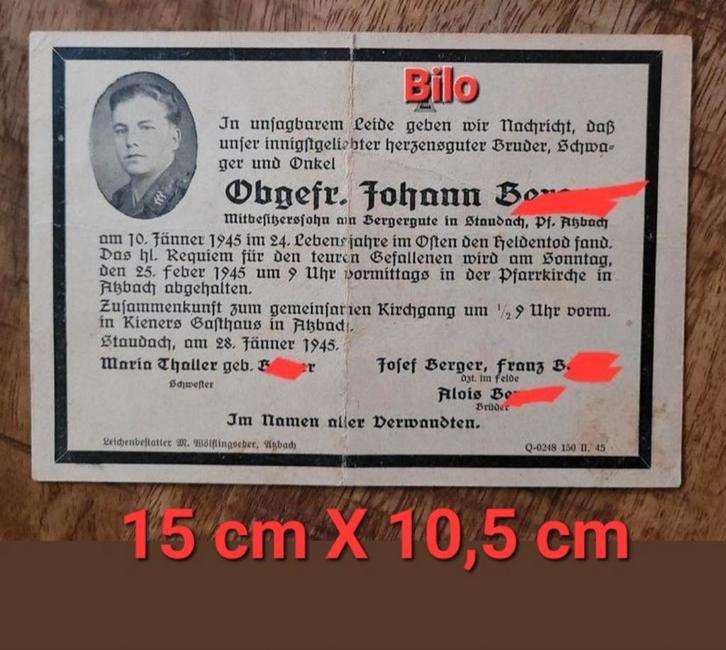 Bilo
In unsagbarem Leide geben wir Nachricht, daß
unser innigstgeliebter herzensguter Bruder, Schwa-
ger und Onkel
Obgefr. Johann
Mitbesitzerssohn am Bergergute in Staudach, Pf. Atzbach
am 10. Jänner 1945 im 24. Lebensjahre im Osten den Heldentod fand.
Das hl. Requiem für den teuren Gefallenen wird am Sonntag,
den 25. Feber 1945 um 9 Uhr vormittags in der Pfarrkirche in
Atzbach abgehalten.
Zusammenkunft zum gemeinsamen Kirchgang um ½9 Uhr vorm.
in Kieners Gasthaus in Atzbach.
Staudach, am 28. Jänner 1945.
Maria Thaller geb.
Schwester
Josef Berger, Franz
dzt. im Felde
Alois
Brüder
Im Namen aller Verwandten.
Leichenbestatter M. Wölflingseder, Atzbach
Q-0248 150 II. 45
15 cm X 10,5 cm